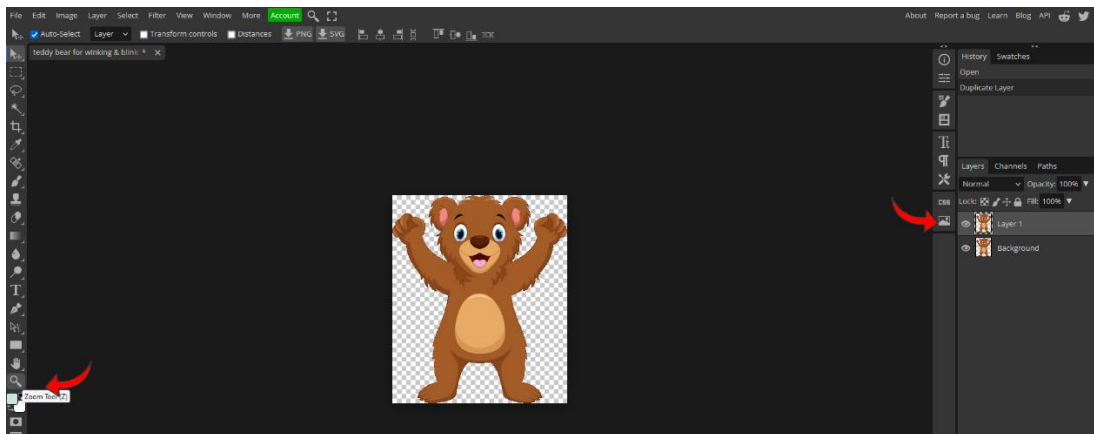 File Edit Image Layer Select Filter View Window More Account About Report a bug Learn Blog API
Auto-Select Layer Transform controls Distances PNG SVG
teddy bear for winking & blink * X
History Swatches
Open
Duplicate Layer
Layers Channels Paths
Normal Opacity: 100%
Lock: Fill: 100%
Layer 1
Background
CSS
Zoom Tool (Z)